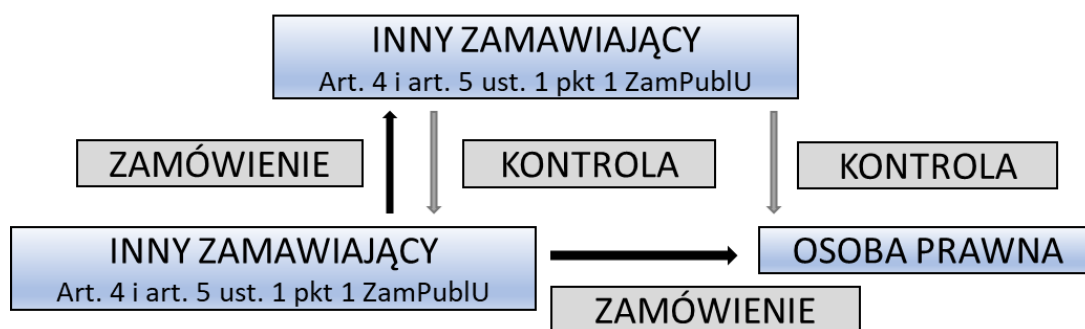 INNY ZAMAWIAJĄCY
Art. 4 i art. 5 ust. 1 pkt 1 ZamPublU
ZAMÓWIENIE
KONTROLA
KONTROLA
INNY ZAMAWIAJĄCY
Art. 4 i art. 5 ust. 1 pkt 1 ZamPublU
OSOBA PRAWNA
ZAMÓWIENIE